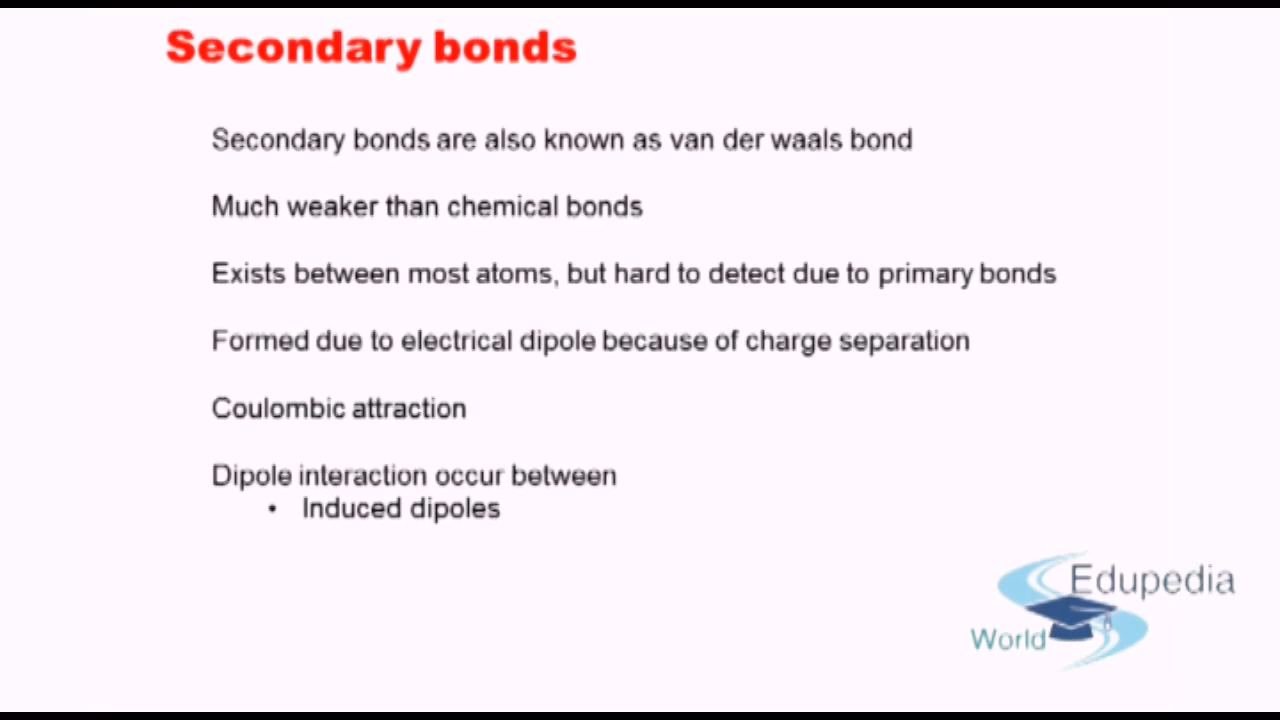 Secondary bonds
Secondary bonds are also known as van der waals bond
Much weaker than chemical bonds
Exists between most atoms, but hard to detect due to primary bonds
Formed due to electrical dipole because of charge separation
Coulombic attraction
Dipole interaction occur between
• Induced dipoles
Edupedia
World